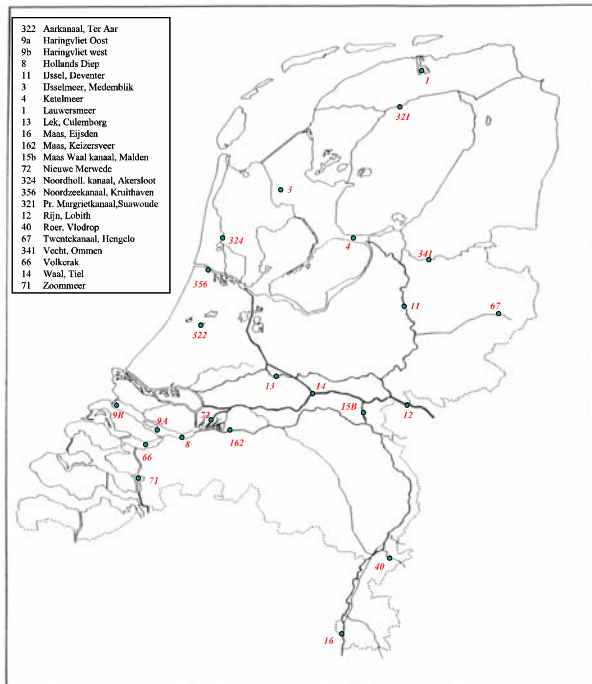 322 Aarkanaal, Ter Aar
9a Haringvliet Oost
9b Haringvliet west
8 Hollands Diep
11 IJssel, Deventer
3 IJsselmeer, Medemblik
4 Ketelmeer
1 Lauwersmeer
13 Lek, Culemborg
16 Maas, Eijsden
162 Maas, Keizersveer
15b Maas Waal kanaal, Malden
72 Nieuwe Merwede
324 Noordholl. kanaal, Akersloot
356 Noordzeekanaal, Kruithaven
321 Pr. Margrietkanaal,Suawoude
12 Rijn, Lobith
40 Roer, Vlodrop
67 Twentekanaal, Hengelo
341 Vecht, Ommen
66 Volkerak
14 Waal, Tiel
71 Zoommeer
1
321
3
324
4
341
356
11
67
322
13
14
9B
15B
12
72
9A
162
8
66
71
40
16